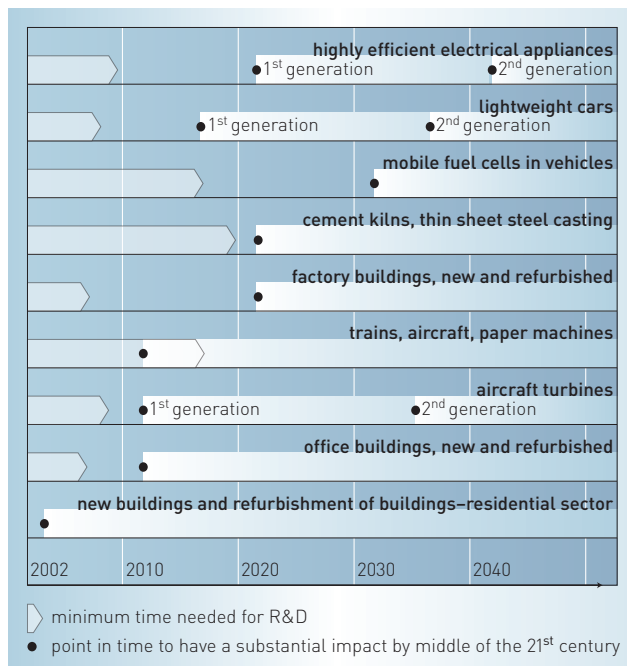 highly efficient electrical appliances
1st generation 2nd generation
lightweight cars
1st generation 2nd generation
mobile fuel cells in vehicles
cement kilns, thin sheet steel casting
factory buildings, new and refurbished
trains, aircraft, paper machines
aircraft turbines
1st generation 2nd generation
office buildings, new and refurbished
new buildings and refurbishment of buildings–residential sector
2002 2010 2020 2030 2040
minimum time needed for R&D
point in time to have a substantial impact by middle of the 21st century